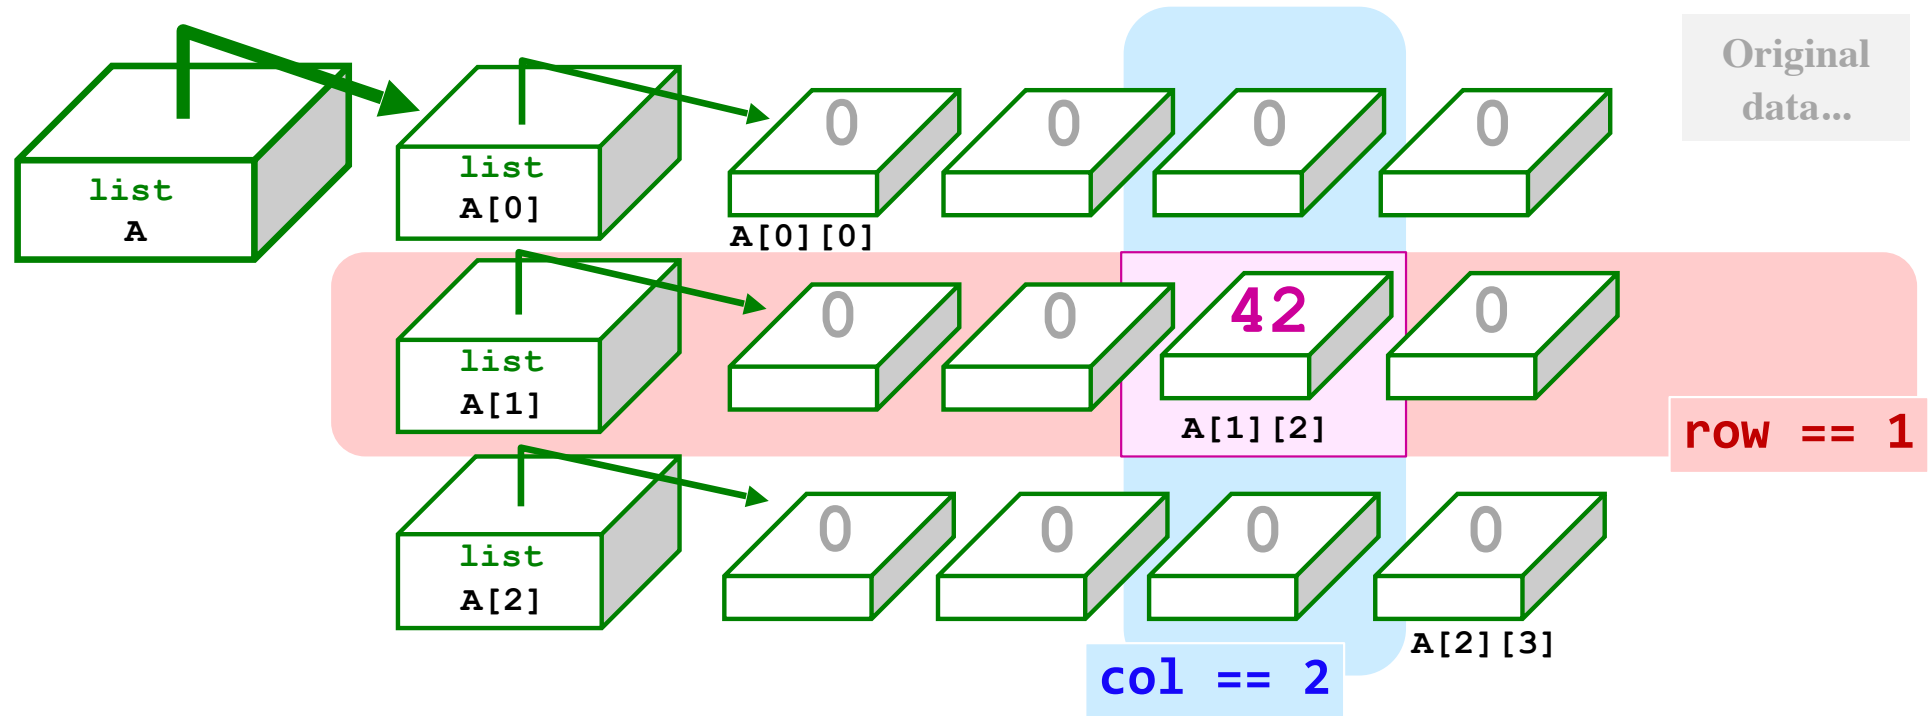 Original
data...
0 0 0 0
list
A
list
A[0]
A[0][0]
0 0 42 0
list
A[1]
A[1][2]
row == 1
0 0 0 0
list
A[2]
A[2][3]
col == 2